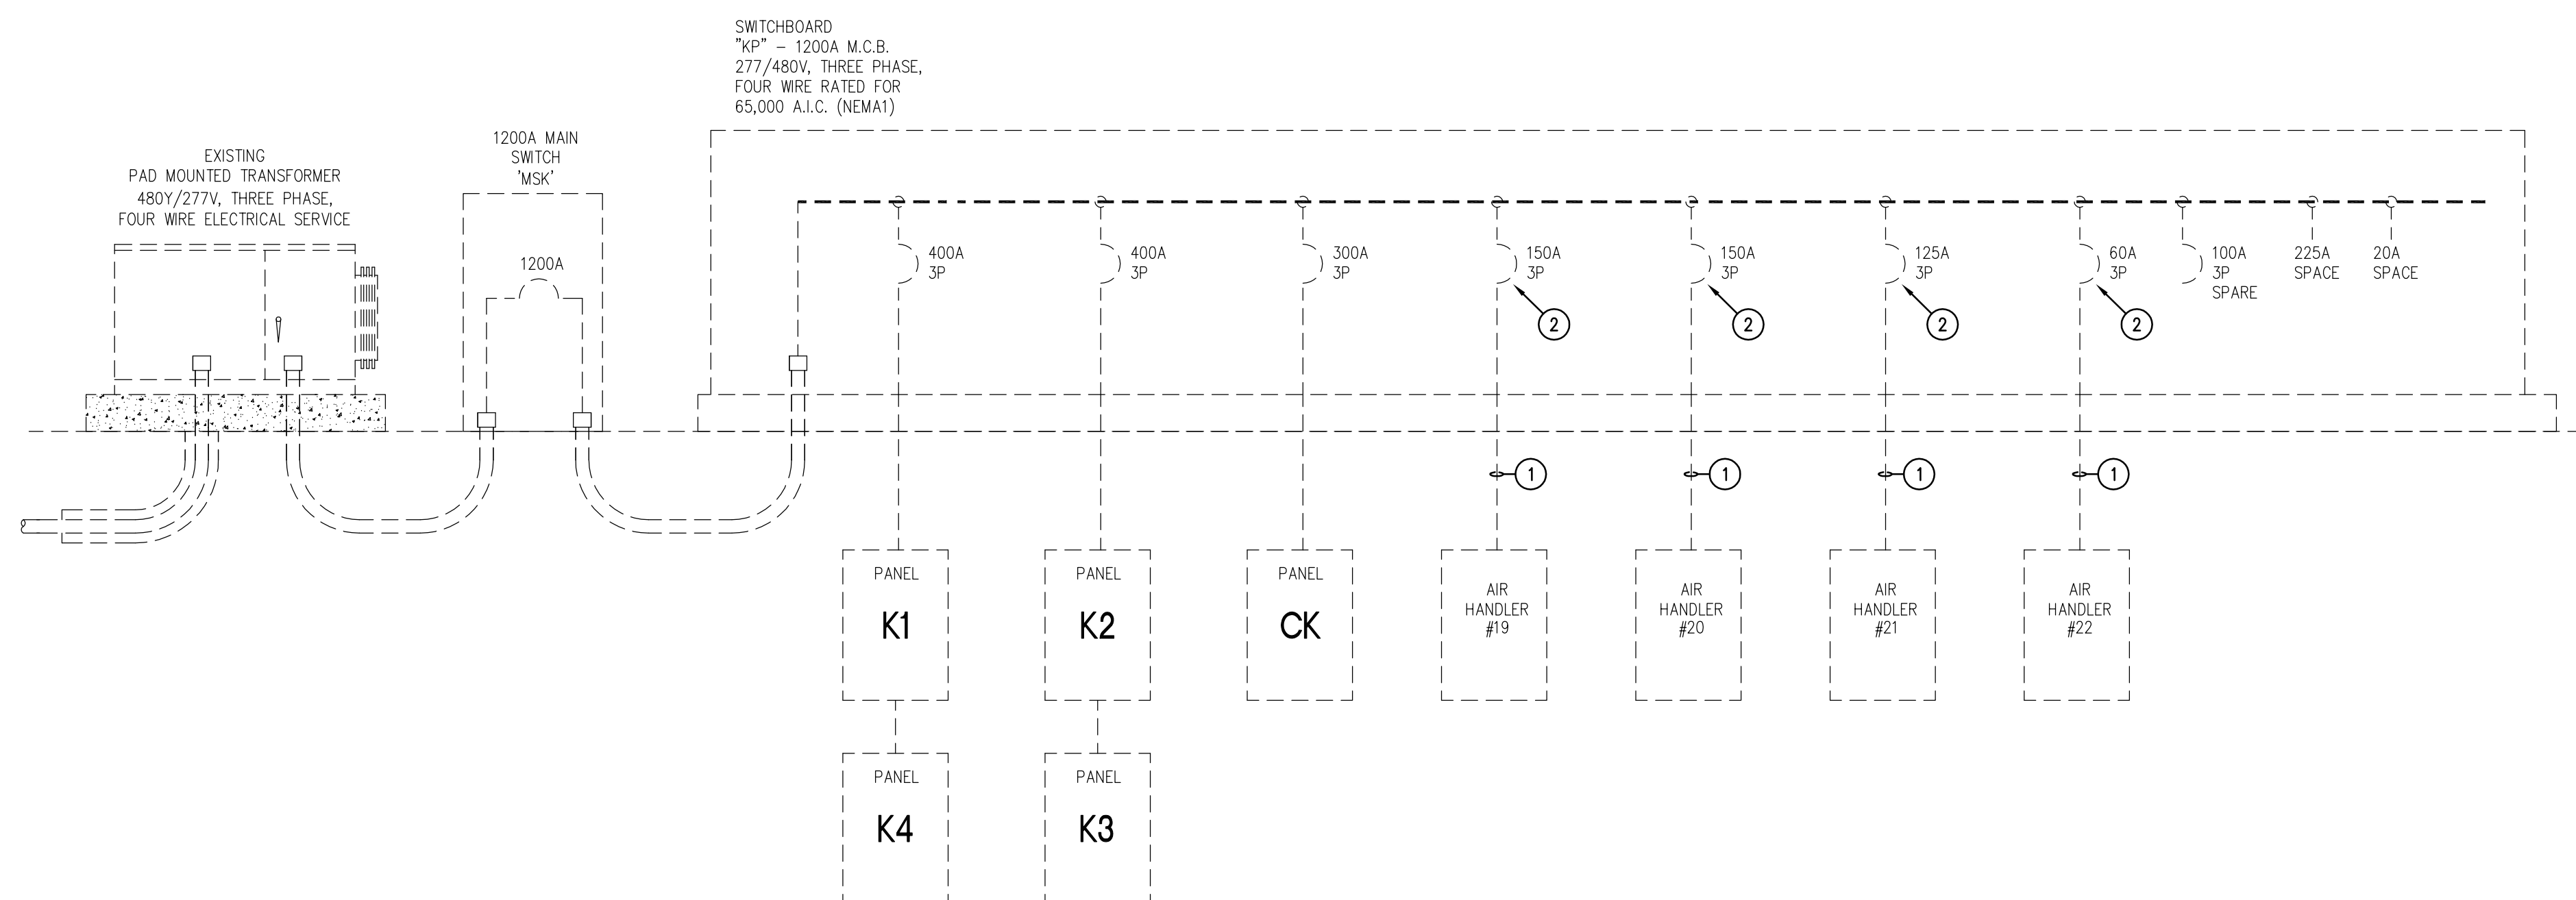 SWITCHBOARD
"KP" – 1200A M.C.B.
277/480V, THREE PHASE,
FOUR WIRE RATED FOR
65,000 A.I.C. (NEMA1)
EXISTING
PAD MOUNTED TRANSFORMER
480Y/277V, THREE PHASE,
FOUR WIRE ELECTRICAL SERVICE
1200A MAIN
SWITCH
'MSK'
1200A
400A
3P
400A
3P
300A
3P
150A
3P
150A
3P
125A
3P
60A
3P
100A
3P
SPARE
225A
SPACE
20A
SPACE
2
2
2
2
1
1
1
1
PANEL
K1
PANEL
K2
PANEL
CK
AIR
HANDLER
#19
AIR
HANDLER
#20
AIR
HANDLER
#21
AIR
HANDLER
#22
PANEL
K4
PANEL
K3